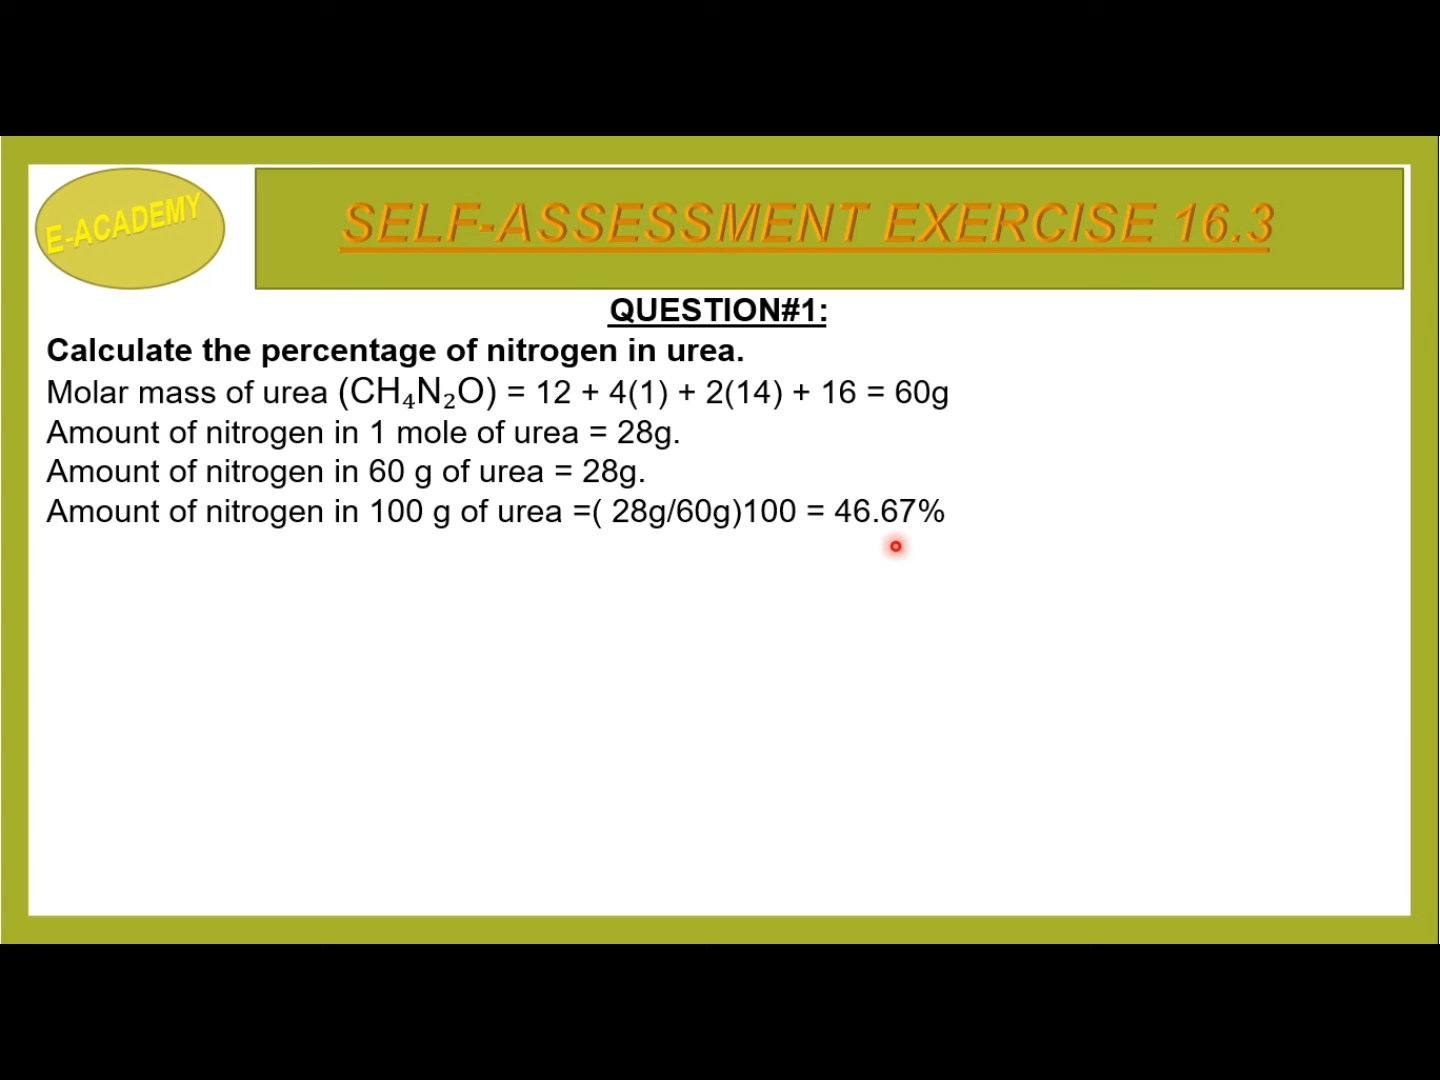 E-ACADEMY
SELF-ASSESSMENT EXERCISE 16.3
QUESTION#1:
Calculate the percentage of nitrogen in urea.
Molar mass of urea (CH₄N₂O) = 12 + 4(1) + 2(14) + 16 = 60g
Amount of nitrogen in 1 mole of urea = 28g.
Amount of nitrogen in 60 g of urea = 28g.
Amount of nitrogen in 100 g of urea =( 28g/60g)100 = 46.67%